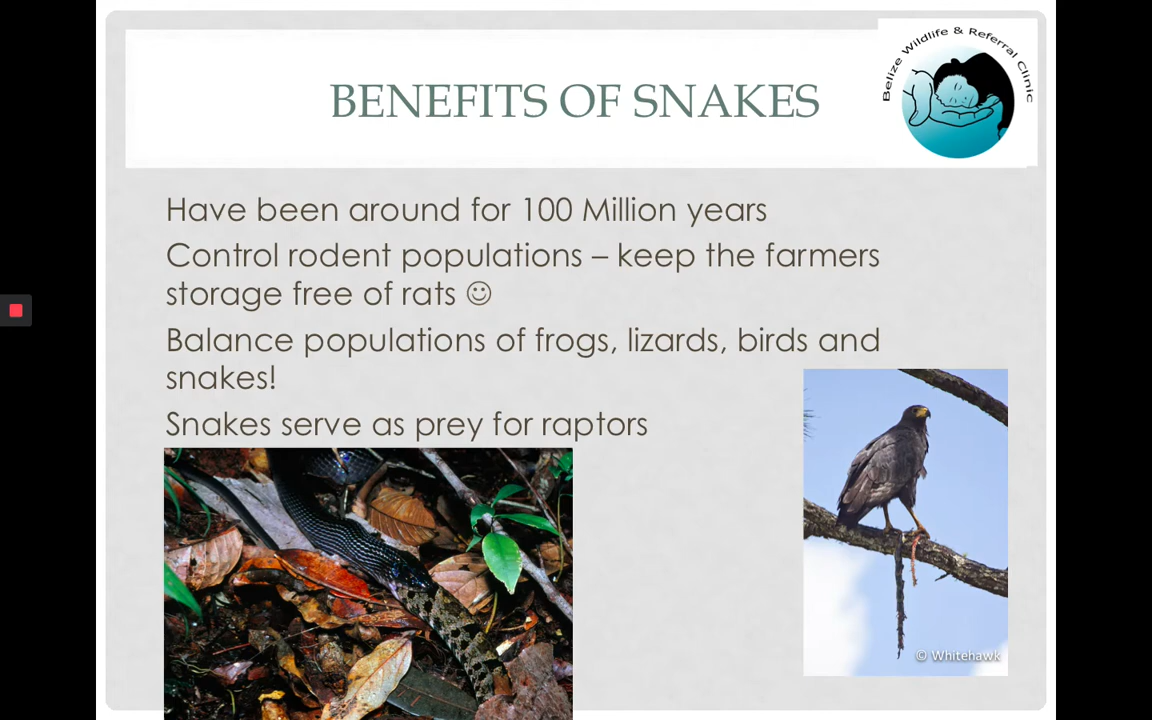 Belize Wildlife & Referral Clinic
BENEFITS OF SNAKES
Have been around for 100 Million years
Control rodent populations – keep the farmers
storage free of rats ☺
Balance populations of frogs, lizards, birds and
snakes!
Snakes serve as prey for raptors
© Whitehawk